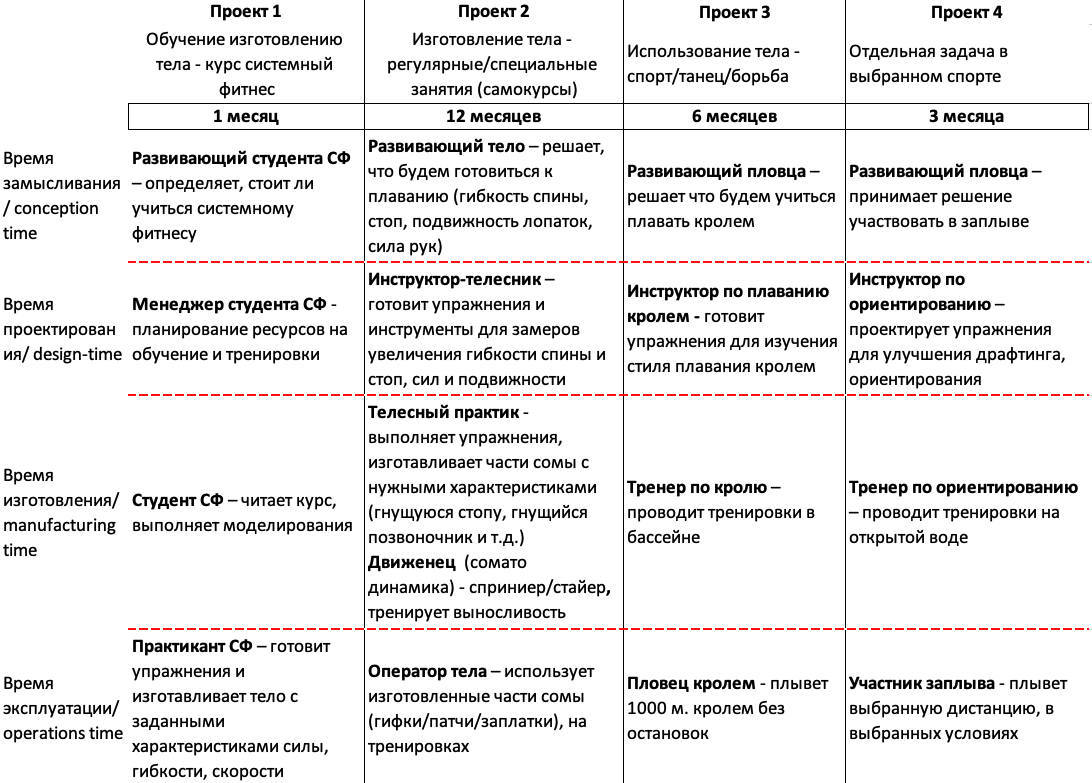 Проект 1
Проект 2
Проект 3
Проект 4
Обучение изготовлению
тела - курс системный
фитнес
Изготовление тела -
регулярные/специальные
занятия (самокурсы)
Использование тела -
спорт/танец/борьба
Отдельная задача в
выбранном спорте
1 месяц
12 месяцев
6 месяцев
3 месяца
Время
замысливания
/ conception
time
Развивающий студента СФ
– определяет, стоит ли
учиться системному
фитнесу
Развивающий тело – решает,
что будем готовиться к
плаванию (гибкость спины,
стоп, подвижность лопаток,
сила рук)
Развивающий пловца –
решает что будем учиться
плавать кролем
Развивающий пловца –
принимает решение
участвовать в заплыве
Время
проектирован
ия/ design-time
Менеджер студента СФ -
планирование ресурсов на
обучение и тренировки
Инструктор-телесник –
готовит упражнения и
инструменты для замеров
увеличения гибкости спины и
стоп, сил и подвижности
Инструктор по плаванию
кролем - готовит
упражнения для изучения
стиля плавания кролем
Инструктор по
ориентированию –
проектирует упражнения
для улучшения драфтинга,
ориентирования
Время
изготовления/
manufacturing
time
Студент СФ – читает курс,
выполняет моделирования
Телесный практик -
выполняет упражнения,
изготавливает части сомы с
нужными характеристиками
(гнущуюся стопу, гнущийся
позвоночник и т.д.)
Движенец (сомато
динамика) - сприниер/стайер,
тренирует выносливость
Тренер по кролю –
проводит тренировки в
бассейне
Тренер по ориентированию
– проводит тренировки на
открытой воде
Время
эксплуатации/
operations time
Практикант СФ – готовит
упражнения и
изготавливает тело с
заданными
характеристиками силы,
гибкости, скорости
Оператор тела – использует
изготовленные части сомы
(гифки/патчи/заплатки), на
тренировках
Пловец кролем - плывет
1000 м. кролем без
остановок
Участник заплыва - плывет
выбранную дистанцию, в
выбранных условиях